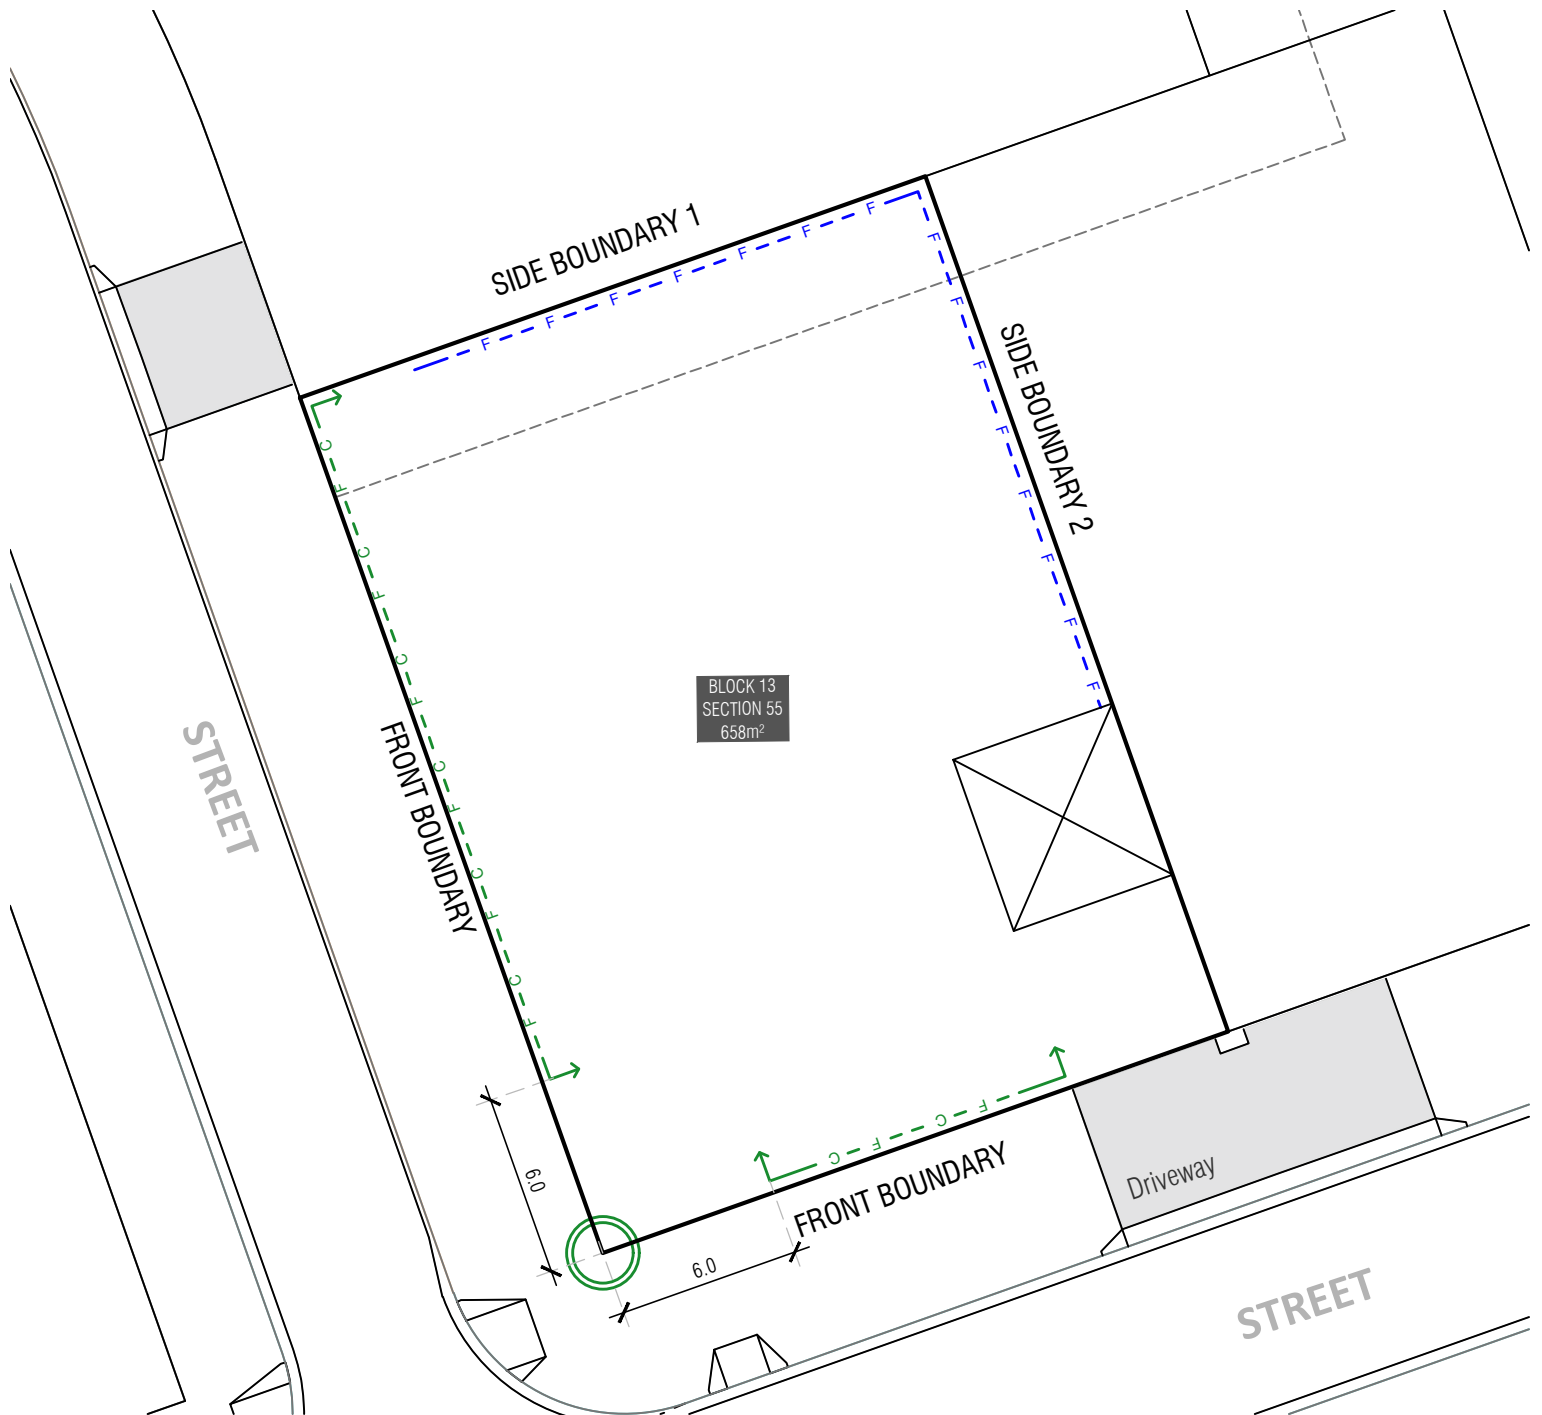 SIDE BOUNDARY 1
F F F F F F F
SIDE BOUNDARY 2
F F F F F F F F
C F C F C F C F C F C F
FRONT BOUNDARY
STREET
BLOCK 13
SECTION 55
658m²
C F C F
FRONT BOUNDARY
6.0
6.0
Driveway
STREET